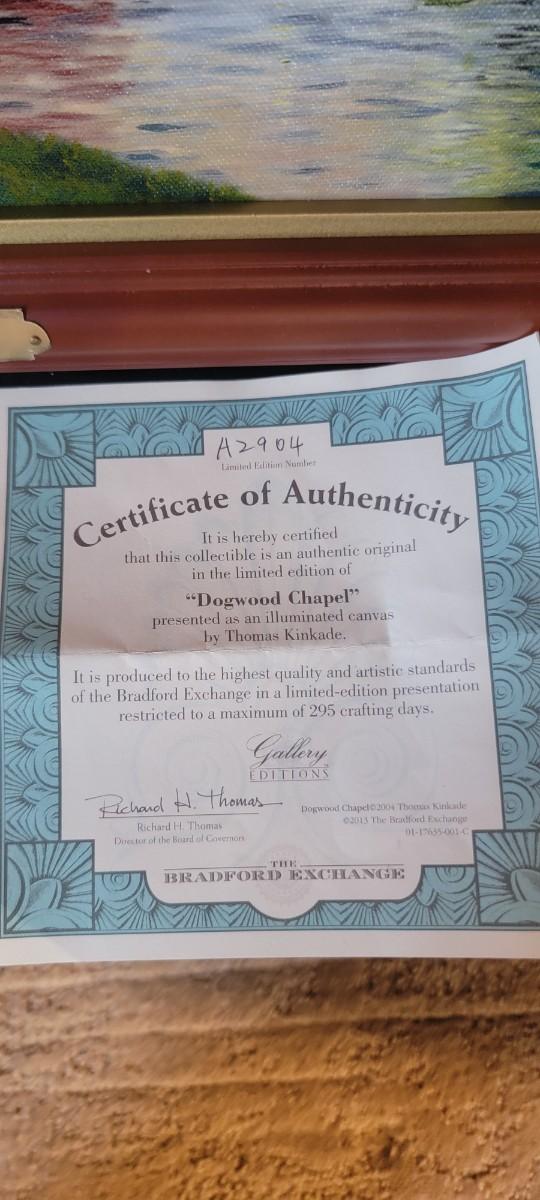 A2904
Limited Edition Number
Certificate of Authenticity
It is hereby certified
that this collectible is an authentic original
in the limited edition of
“Dogwood Chapel”
presented as an illuminated canvas
by Thomas Kinkade.
It is produced to the highest quality and artistic standards
of the Bradford Exchange in a limited-edition presentation
restricted to a maximum of 295 crafting days.
Gallery
EDITIONS
Richard H. Thomas
Richard H. Thomas
Director of the Board of Governors
Dogwood Chapel©2004 Thomas Kinkade
©2013 The Bradford Exchange
01-17635-001-C
THE
BRADFORD EXCHANGE